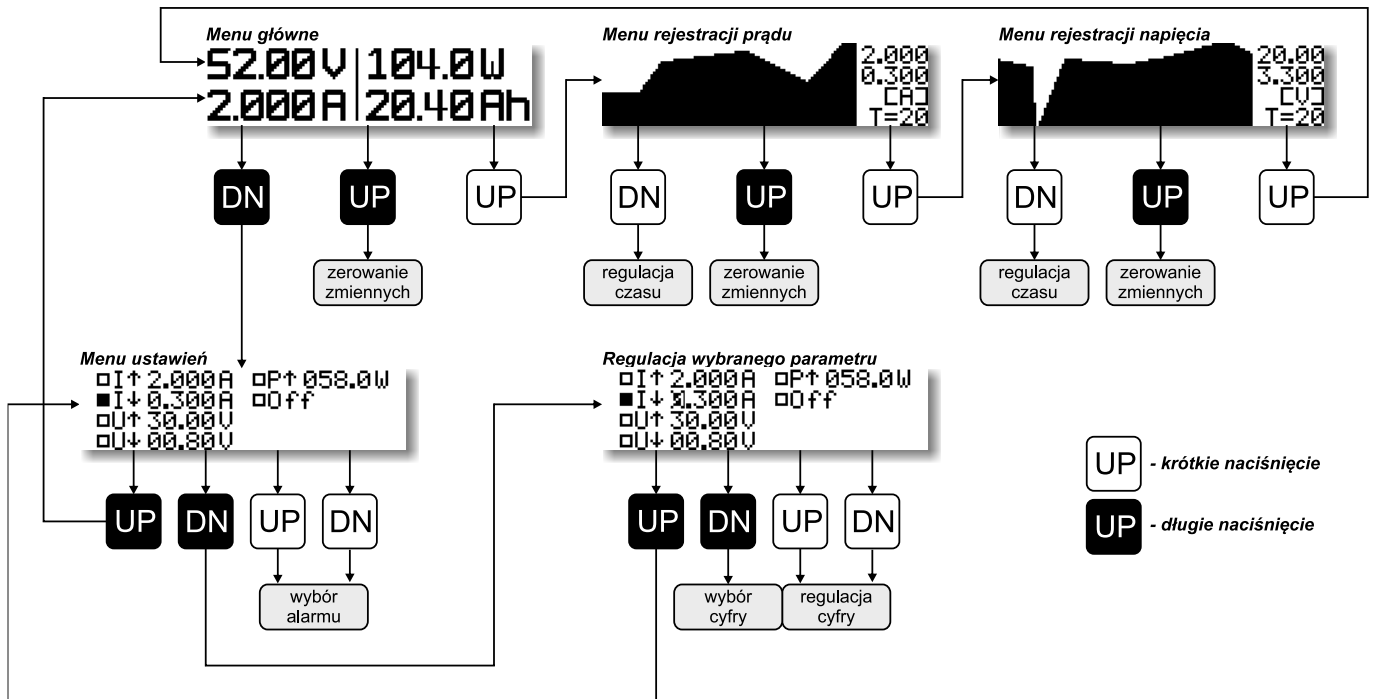 Menu główne
52.00V 104.0W
2.000A 20.40Ah
Menu rejestracji prądu
2.000
0.300
[A]
T=20
Menu rejestracji napięcia
20.00
3.300
[V]
T=20
DN
UP
UP
DN
UP
UP
DN
UP
UP
zerowanie
zmiennych
regulacja
czasu
zerowanie
zmiennych
regulacja
czasu
zerowanie
zmiennych
Menu ustawień
□I↑2.000A □P↑058.0W
■I↓0.300A □Off
□U↑30.00V
□U↓00.80V
Regulacja wybranego parametru
□I↑2.000A □P↑058.0W
■I↓0.300A □Off
□U↑30.00V
□U↓00.80V
UP
DN
UP
DN
UP
DN
UP
DN
wybór
alarmu
wybór
cyfry
regulacja
cyfry
UP - krótkie naciśnięcie
UP - długie naciśnięcie